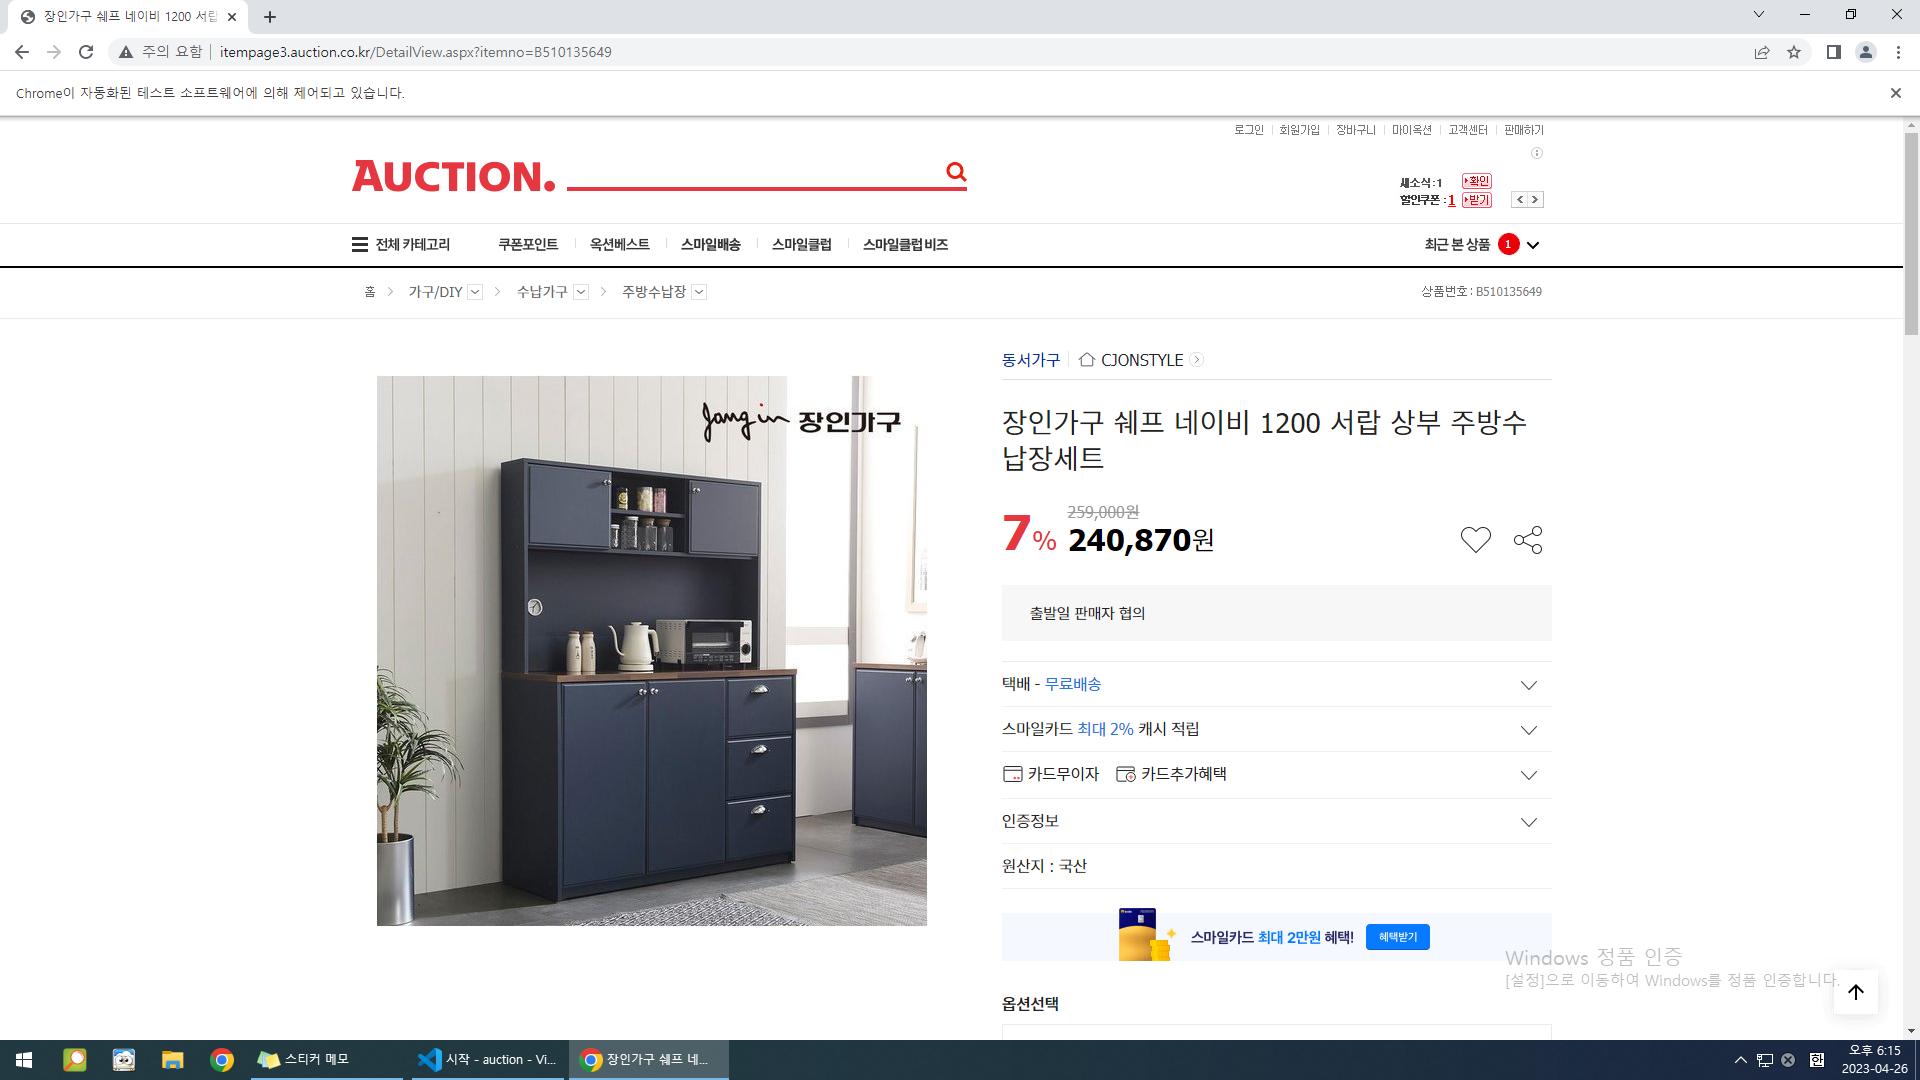 장인가구 쉐프 네이비 1200 서랍
주의 요함
itempage3.auction.co.kr/DetailView.aspx?itemno=B510135649
Chrome이 자동화된 테스트 소프트웨어에 의해 제어되고 있습니다.
로그인 회원가입 장바구니 마이옥션 고객센터 판매하기
AUCTION.
새소식:1 확인
할인쿠폰:1 받기
전체 카테고리 쿠폰포인트 옥션베스트 스마일배송 스마일클럽 스마일클럽 비즈 최근 본 상품 1
홈 > 가구/DIY > 수납가구 > 주방수납장 상품번호 : B510135649
동서가구 CJONSTYLE
Jang in 장인가구
장인가구 쉐프 네이비 1200 서랍 상부 주방수
납장세트
259,000원
7% 240,870원
출발일 판매자 협의
택배 - 무료배송
스마일카드 최대 2% 캐시 적립
카드무이자 카드추가혜택
인증정보
원산지 : 국산
스마일카드 최대 2만원 혜택! 혜택받기
Windows 정품 인증
[설정]으로 이동하여 Windows를 정품 인증합니다.
옵션선택
스티커 메모
시작 - auction - Vi...
장인가구 쉐프 네...
한
오후 6:15
2023-04-26